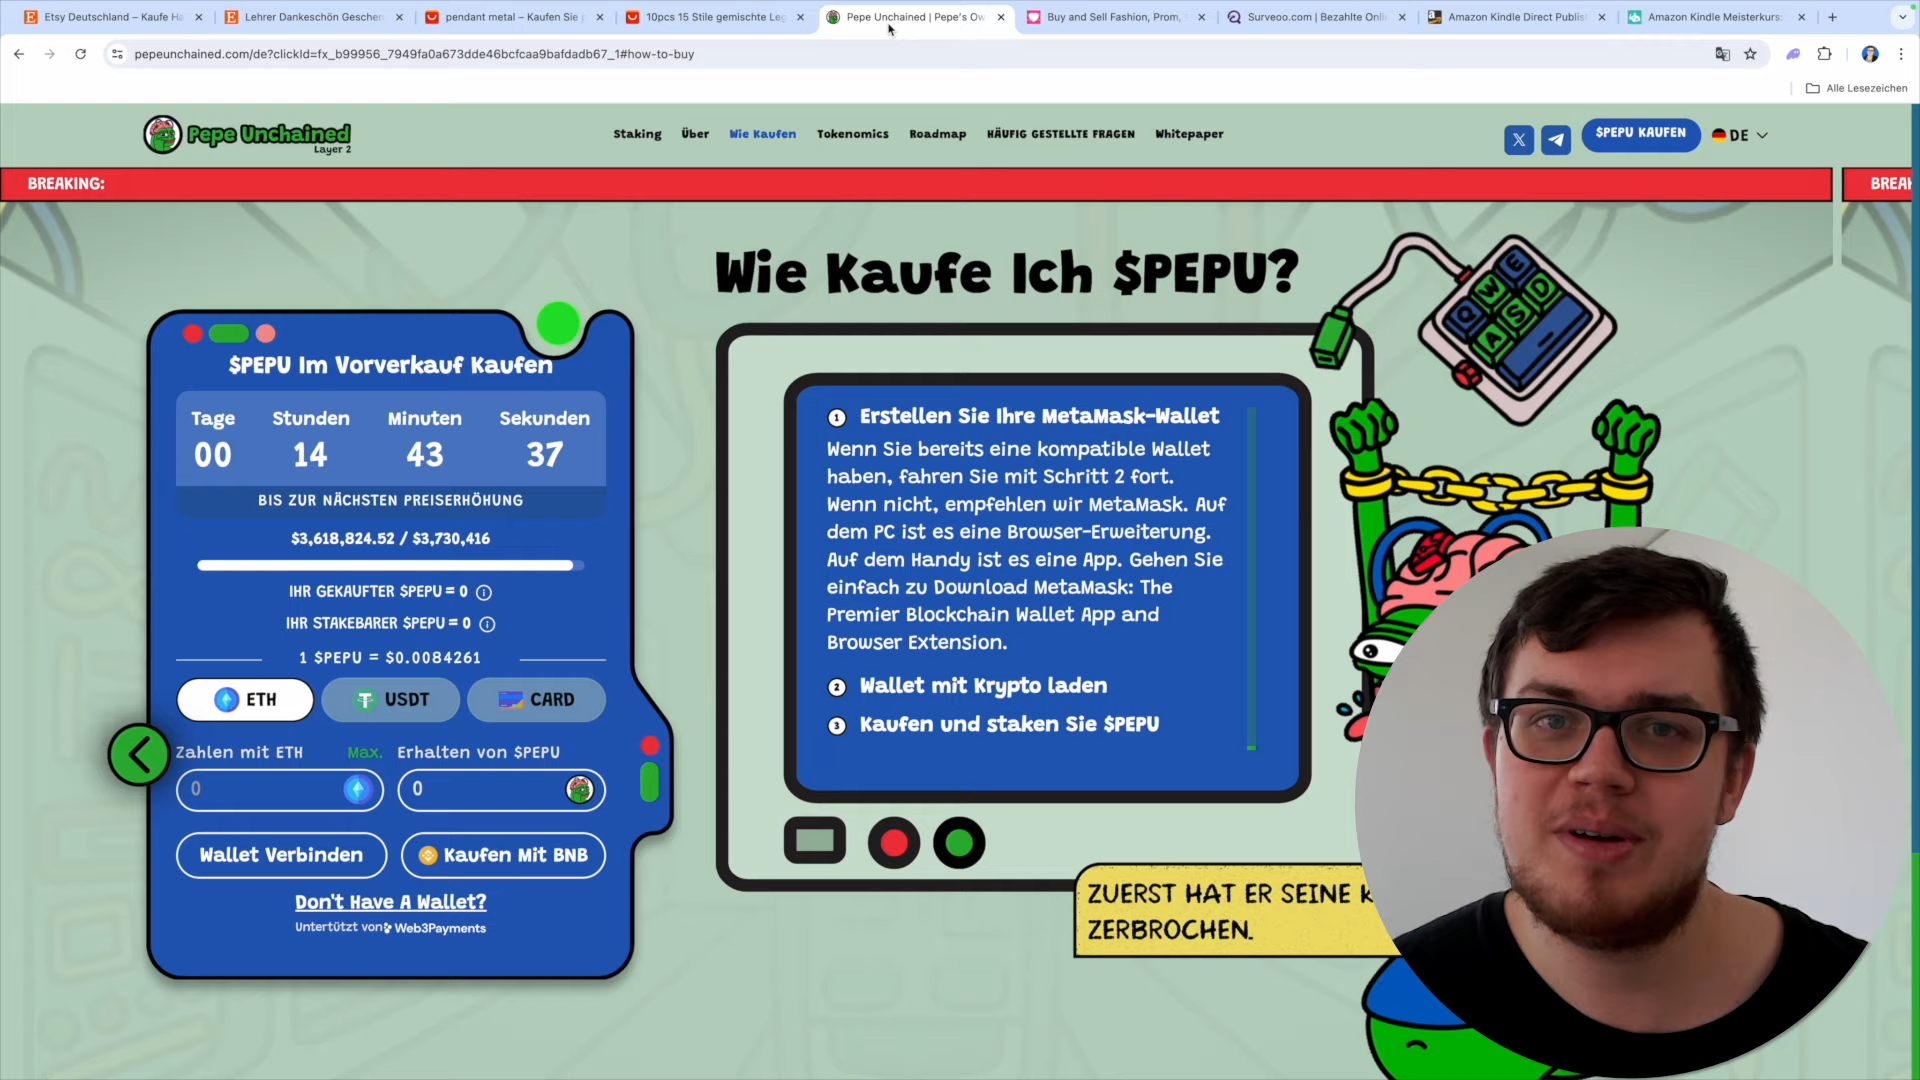 Etsy Deutschland – Kaufe Ha
Lehrer Dankeschön Geschen
pendant metal – Kaufen Sie
10pcs 15 Stile gemischte Leg
Pepe Unchained | Pepe's Ow
Buy and Sell Fashion, Prom,
Surveoo.com | Bezahlte Onli
Amazon Kindle Direct Publis
Amazon Kindle Meisterkurs:
pepeunchained.com/de?clickId=fx_b99956_7949fa0a673dde46bcfcaa9bafdadb67_1#how-to-buy
Alle Lesezeichen
Pepe Unchained
Layer 2
Staking
Über
Wie Kaufen
Tokenomics
Roadmap
HÄUFIG GESTELLTE FRAGEN
Whitepaper
$PEPU KAUFEN
DE
BREAKING:
BREAK
Wie Kaufe Ich $PEPU?
$PEPU Im Vorverkauf Kaufen
Tage Stunden Minuten Sekunden
00 14 43 37
BIS ZUR NÄCHSTEN PREISERHÖHUNG
$3,618,824.52 / $3,730,416
IHR GEKAUFTER $PEPU = 0
IHR STAKEBARER $PEPU = 0
1 $PEPU = $0.0084261
ETH
USDT
CARD
Zahlen mit ETH Max. Erhalten von $PEPU
0
0
Wallet Verbinden
Kaufen Mit BNB
Don't Have A Wallet?
Untertützt von Web3Payments
1 Erstellen Sie Ihre MetaMask-Wallet
Wenn Sie bereits eine kompatible Wallet
haben, fahren Sie mit Schritt 2 fort.
Wenn nicht, empfehlen wir MetaMask. Auf
dem PC ist es eine Browser-Erweiterung.
Auf dem Handy ist es eine App. Gehen Sie
einfach zu Download MetaMask: The
Premier Blockchain Wallet App and
Browser Extension.
2 Wallet mit Krypto laden
3 Kaufen und staken Sie $PEPU
Q W E
A S D
ZUERST HAT ER SEINE K
ZERBROCHEN.